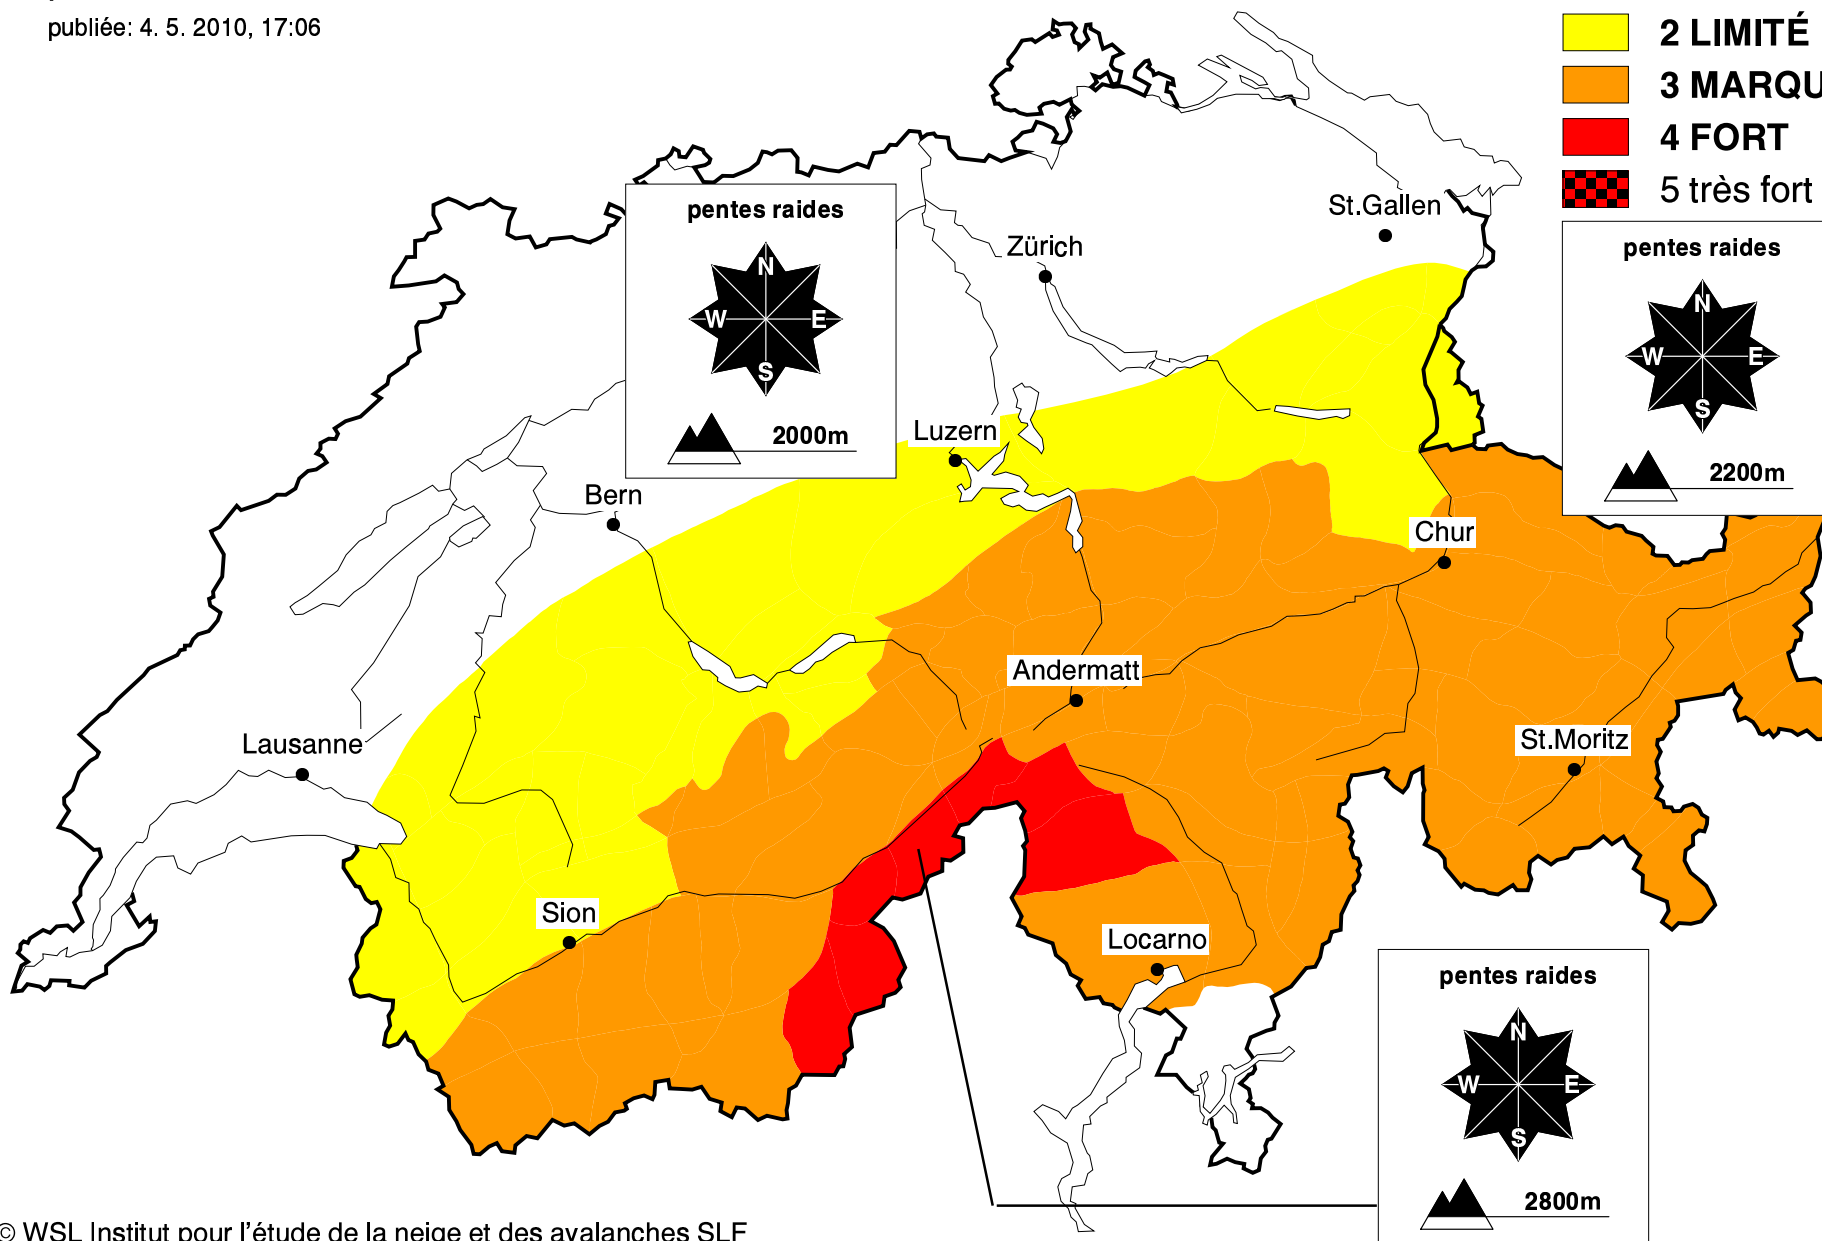 publiée: 4. 5. 2010, 17:06
2 LIMITÉ
3 MARQU
4 FORT
5 très fort
pentes raides
N
W E
S
2000m
pentes raides
N
W E
S
2200m
St.Gallen
Zürich
Luzern
Bern
Chur
Andermatt
Lausanne
St.Moritz
Sion
Locarno
pentes raides
N
W E
S
2800m
© WSL Institut pour l'étude de la neige et des avalanches SLF